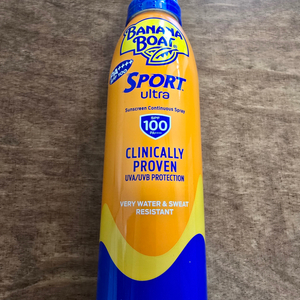 BANANA
BOAT
SPORT
ultra
Sunscreen Continuous Spray
SPF
100
CLINICALLY
PROVEN
UVA/UVB PROTECTION
VERY WATER & SWEAT
RESISTANT